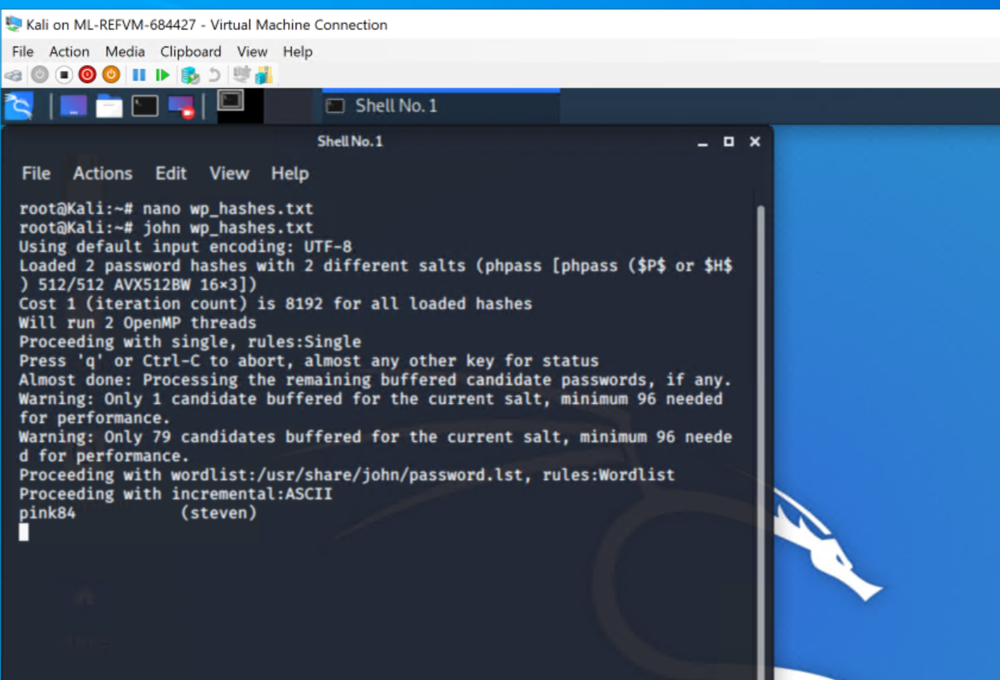 Kali on ML-REFVM-684427 - Virtual Machine Connection
File Action Media Clipboard View Help
Shell No. 1
Shell No. 1
File Actions Edit View Help
root@Kali:~# nano wp_hashes.txt
root@Kali:~# john wp_hashes.txt
Using default input encoding: UTF-8
Loaded 2 password hashes with 2 different salts (phpass [phpass ($P$ or $H$
) 512/512 AVX512BW 16×3])
Cost 1 (iteration count) is 8192 for all loaded hashes
Will run 2 OpenMP threads
Proceeding with single, rules:Single
Press 'q' or Ctrl-C to abort, almost any other key for status
Almost done: Processing the remaining buffered candidate passwords, if any.
Warning: Only 1 candidate buffered for the current salt, minimum 96 needed
for performance.
Warning: Only 79 candidates buffered for the current salt, minimum 96 neede
d for performance.
Proceeding with wordlist:/usr/share/john/password.lst, rules:Wordlist
Proceeding with incremental:ASCII
pink84 (steven)